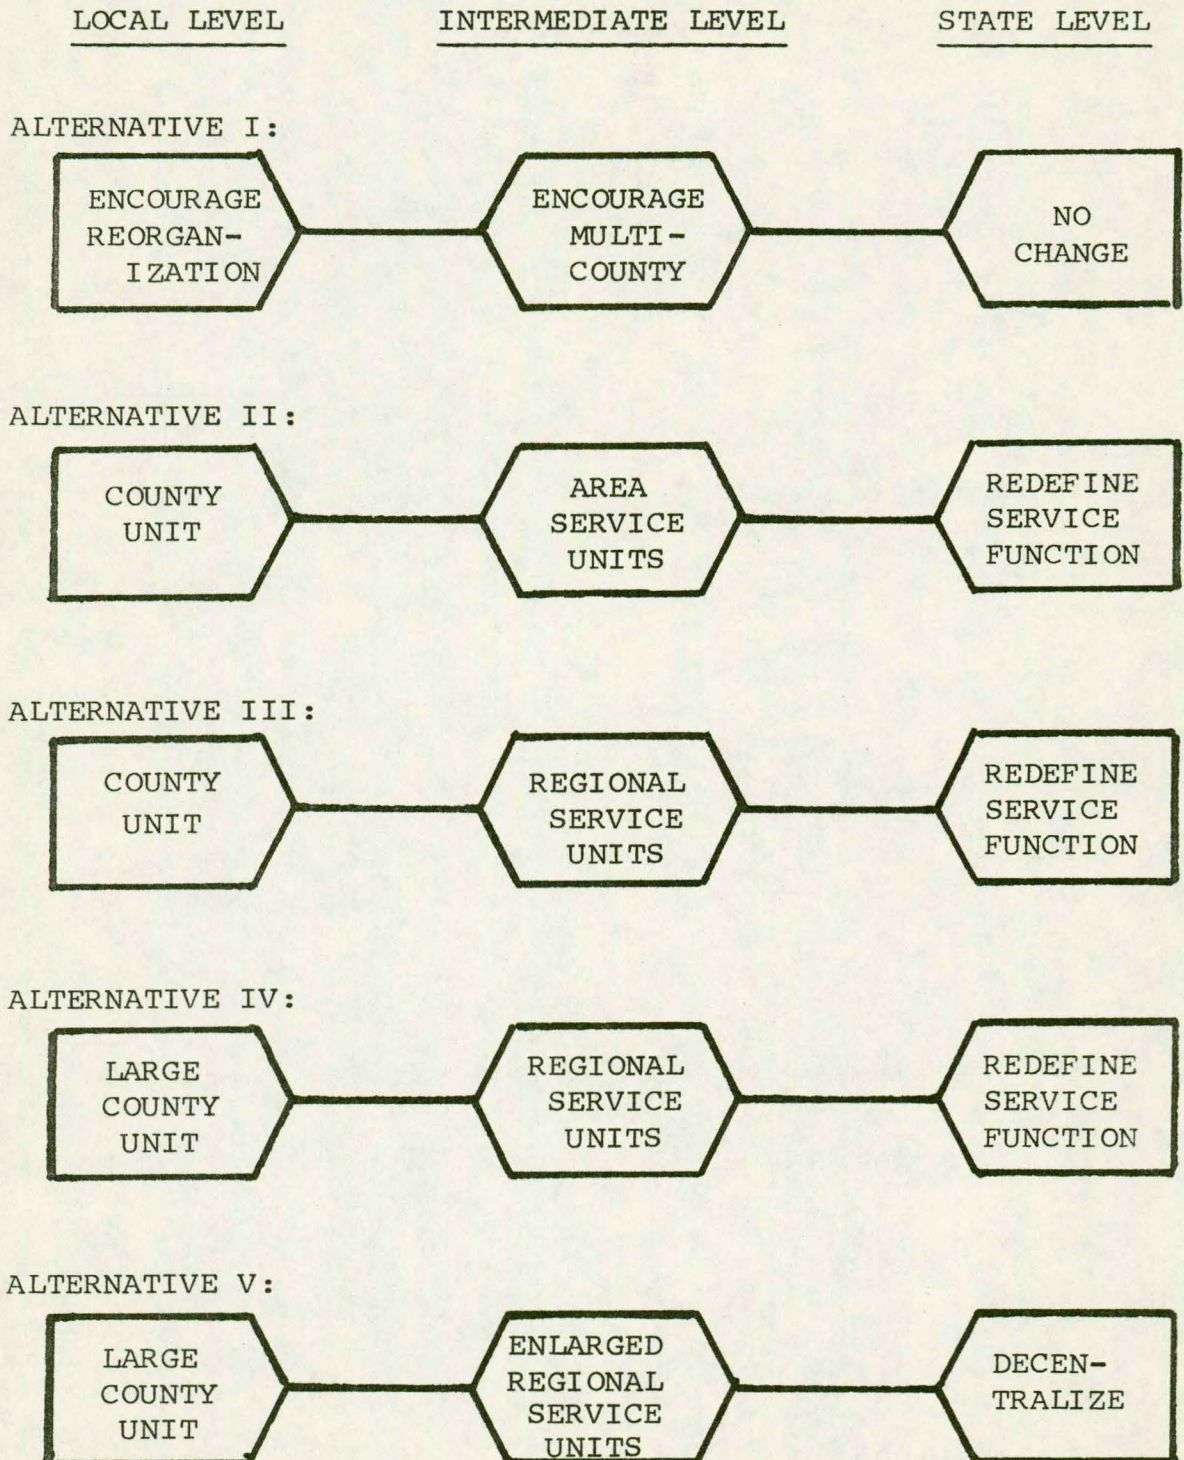 LOCAL LEVEL INTERMEDIATE LEVEL STATE LEVEL
ALTERNATIVE I:
ENCOURAGE
REORGAN-
IZATION
ENCOURAGE
MULTI-
COUNTY
NO
CHANGE
ALTERNATIVE II:
COUNTY
UNIT
AREA
SERVICE
UNITS
REDEFINE
SERVICE
FUNCTION
ALTERNATIVE III:
COUNTY
UNIT
REGIONAL
SERVICE
UNITS
REDEFINE
SERVICE
FUNCTION
ALTERNATIVE IV:
LARGE
COUNTY
UNIT
REGIONAL
SERVICE
UNITS
REDEFINE
SERVICE
FUNCTION
ALTERNATIVE V:
LARGE
COUNTY
UNIT
ENLARGED
REGIONAL
SERVICE
UNITS
DECEN-
TRALIZE